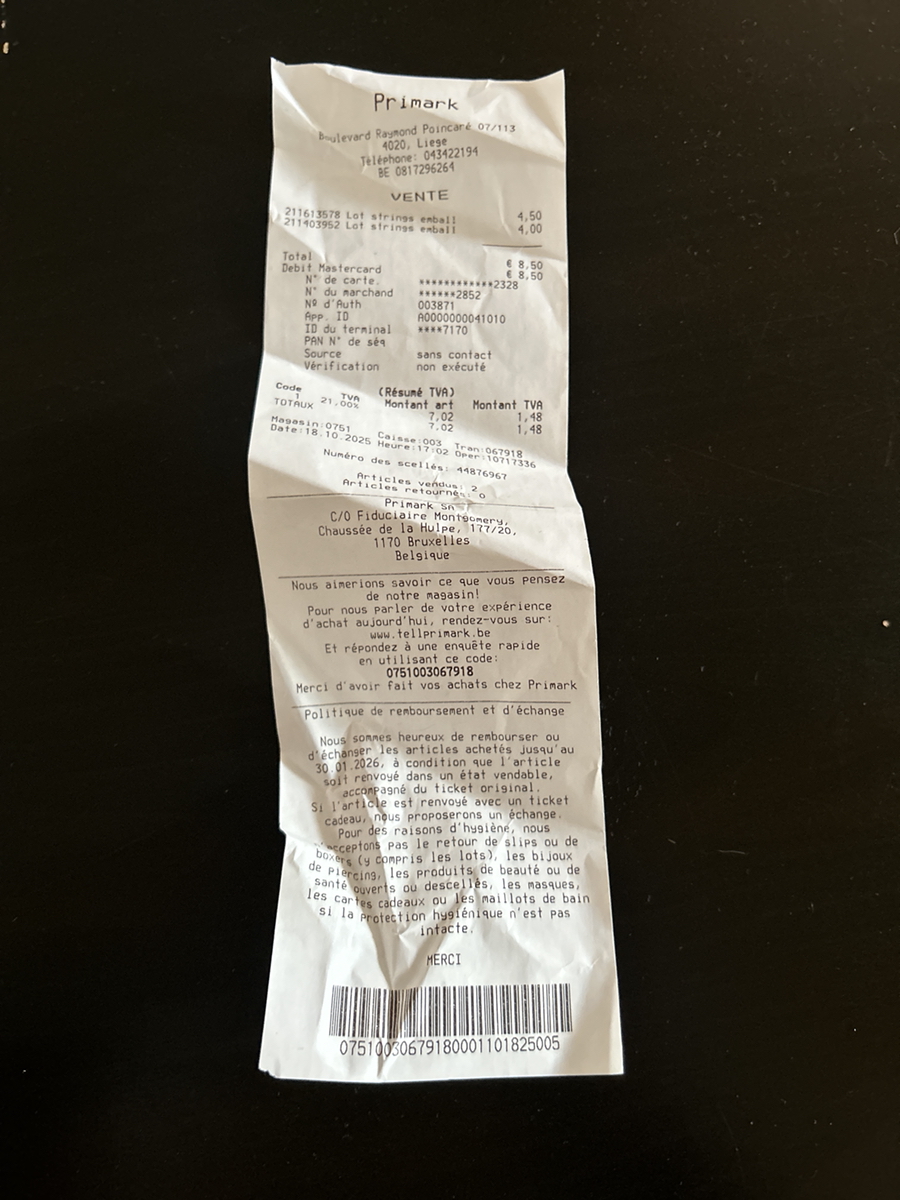 Primark
Boulevard Raymond Poincaré 07/113
4020, Liege
Téléphone: 043422194
BE 0817296264
VENTE
211613578 Lot strings emball 4,50
211403952 Lot strings emball 4,00
Total € 8,50
Debit Mastercard € 8,50
N° de carte. ************2328
N° du marchand ******2852
Nº d'Auth 003871
App. ID A0000000041010
ID du terminal ****7170
PAN N° de séq
Source sans contact
Vérification non exécuté
(Résumé TVA)
Code TVA Montant art Montant TVA
1 21,00% 7,02 1,48
TOTAUX 7,02 1,48
Magasin:0751 Caisse:003 Tran:067918
Date:18.10.2025 Heure:17:02 Oper:10717336
Numéro des scellés: 44876967
Articles vendus: 2
Articles retournés: 0
Primark Sa
C/O Fiduciaire Montgomery,
Chaussée de la Hulpe, 177/20,
1170 Bruxelles
Belgique
Nous aimerions savoir ce que vous pensez
de notre magasin!
Pour nous parler de votre expérience
d'achat aujourd'hui, rendez-vous sur:
www.tellprimark.be
Et répondez à une enquête rapide
en utilisant ce code:
0751003067918
Merci d'avoir fait vos achats chez Primark
Politique de remboursement et d'échange
Nous sommes heureux de rembourser ou
d'échanger les articles achetés jusqu'au
30.01.2026, à condition que l'article
soit renvoyé dans un état vendable,
accompagné du ticket original.
Si l'article est renvoyé avec un ticket
cadeau, nous proposerons un échange.
Pour des raisons d'hygiène, nous
n'acceptons pas le retour de slips ou de
boxers (y compris les lots), les bijoux
de piercing, les produits de beauté ou de
santé ouverts ou descellés, les masques,
les cartes cadeaux ou les maillots de bain
si la protection hygiénique n'est pas
intacte.
MERCI
07510030679180001101825005